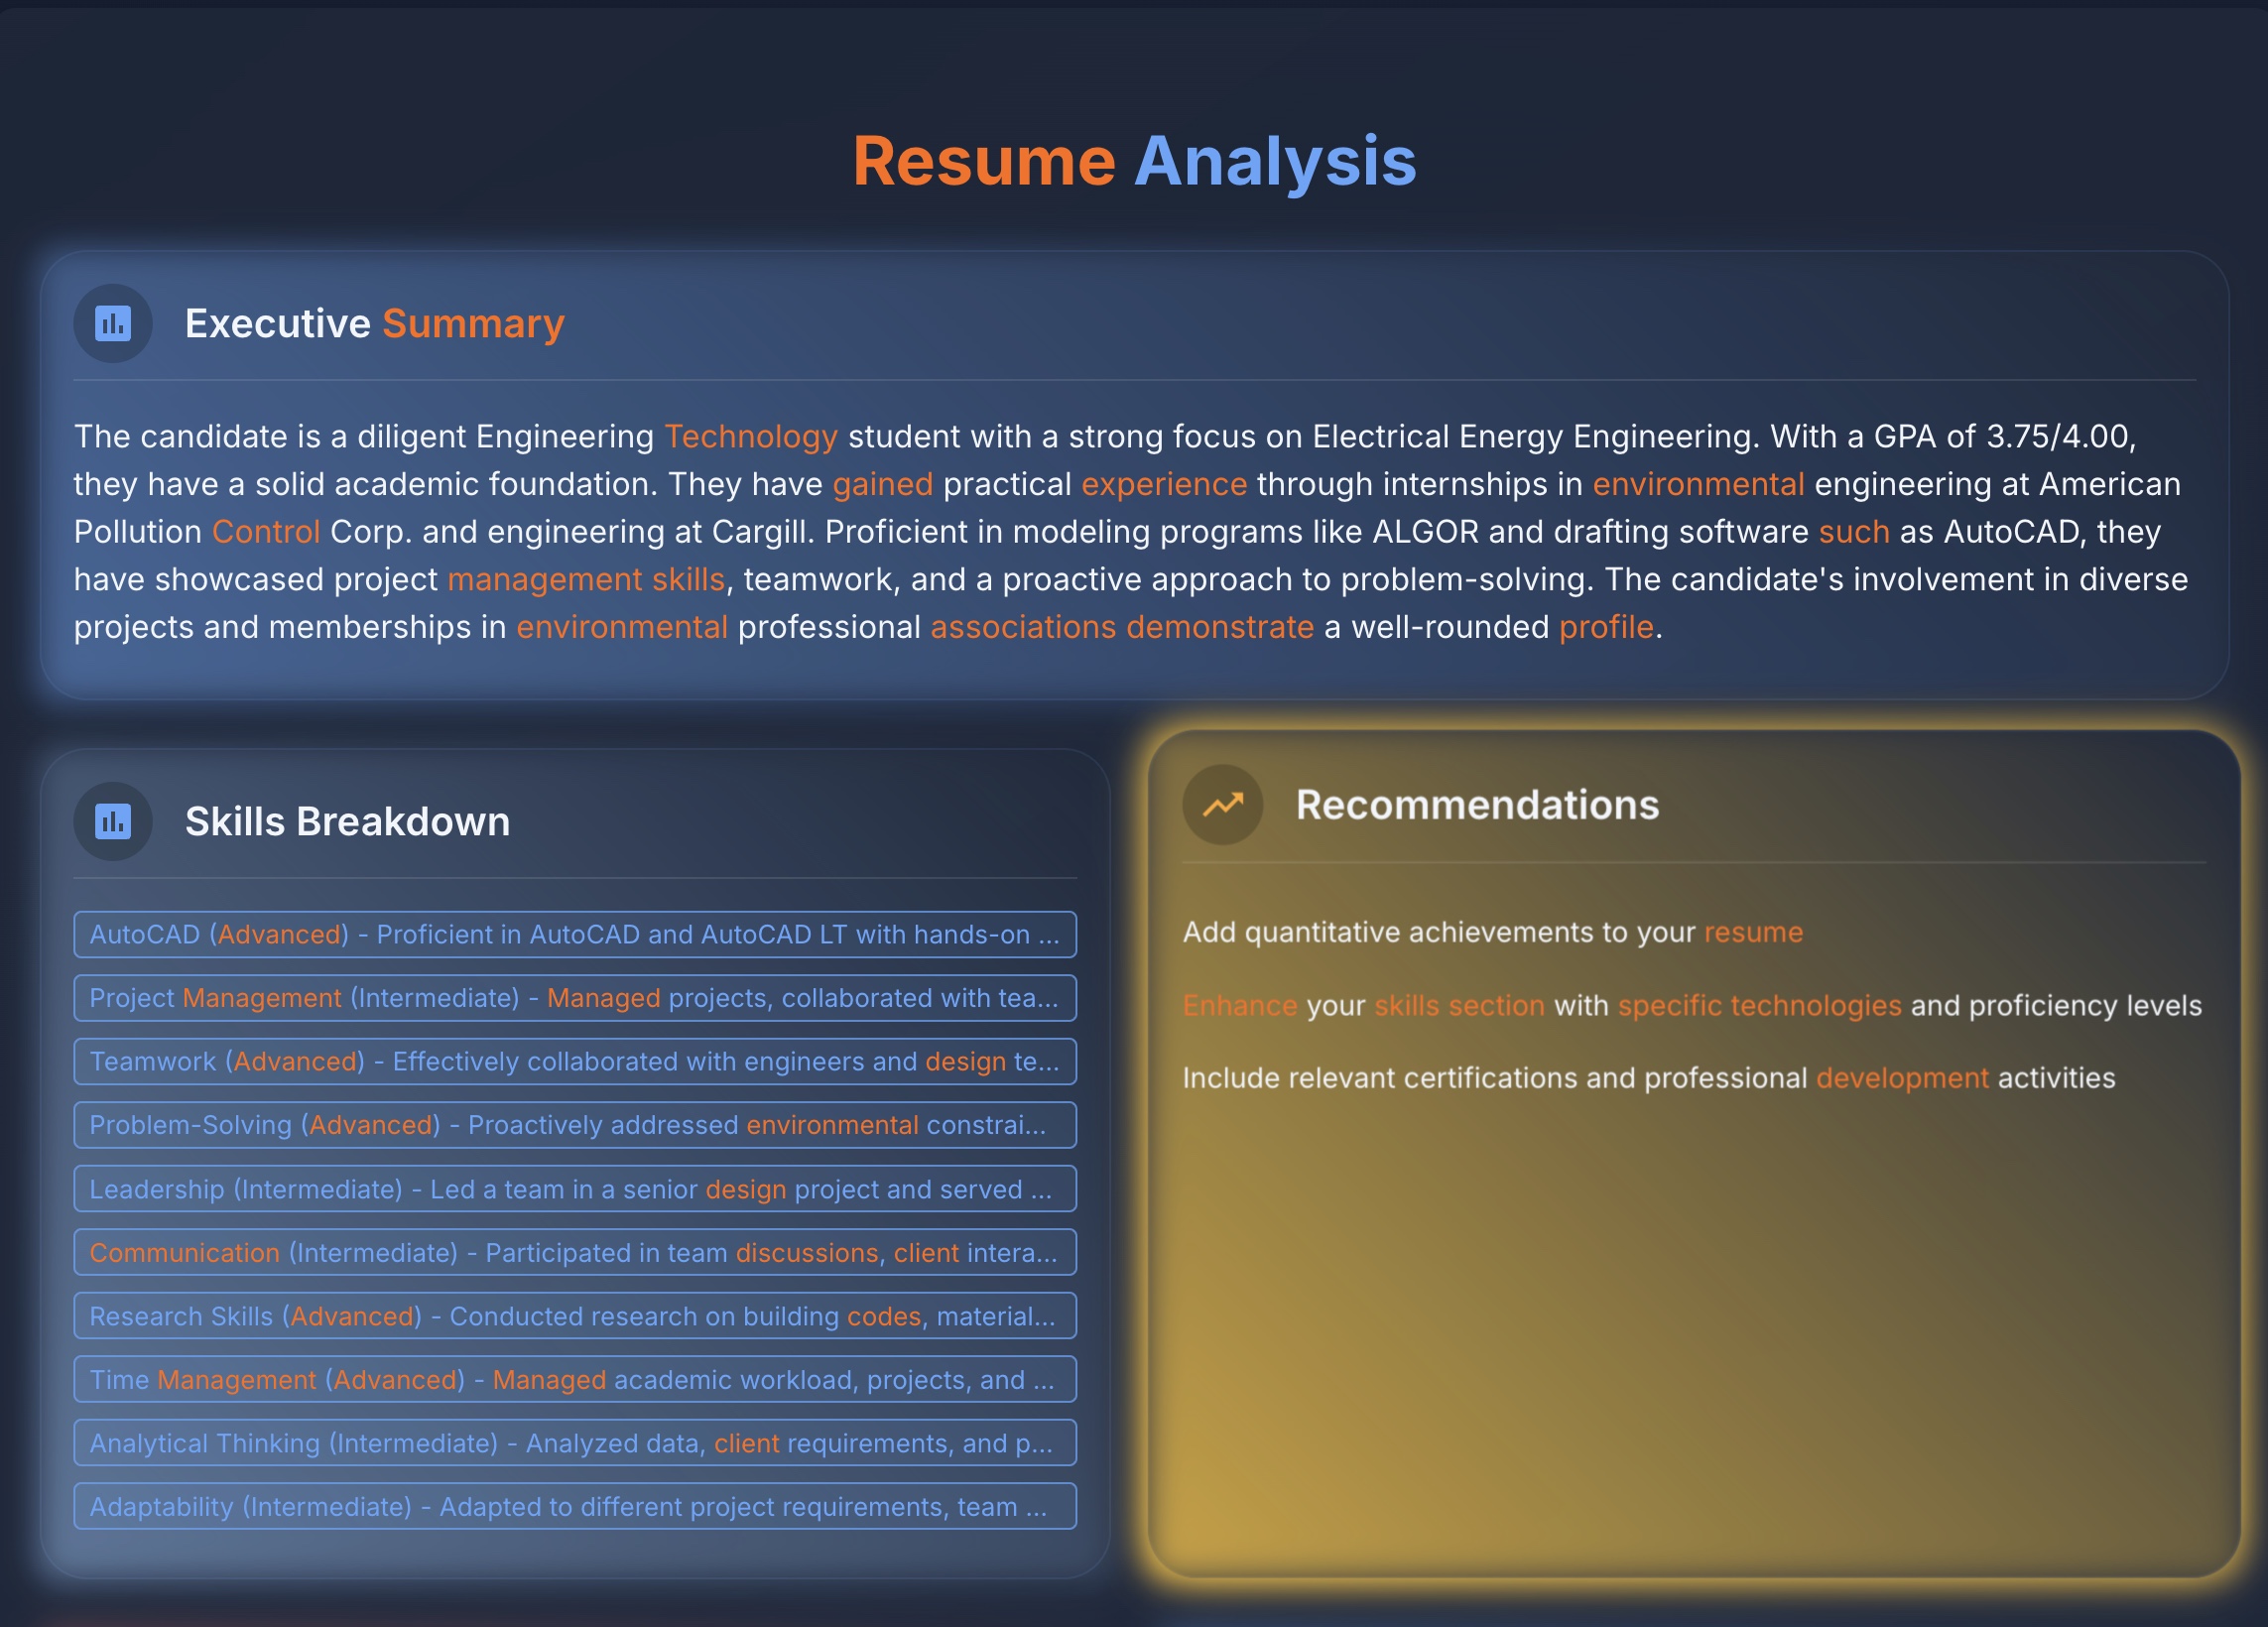 Resume Analysis
Executive Summary
The candidate is a diligent Engineering Technology student with a strong focus on Electrical Energy Engineering. With a GPA of 3.75/4.00,
they have a solid academic foundation. They have gained practical experience through internships in environmental engineering at American
Pollution Control Corp. and engineering at Cargill. Proficient in modeling programs like ALGOR and drafting software such as AutoCAD, they
have showcased project management skills, teamwork, and a proactive approach to problem-solving. The candidate's involvement in diverse
projects and memberships in environmental professional associations demonstrate a well-rounded profile.
Skills Breakdown
AutoCAD (Advanced) - Proficient in AutoCAD and AutoCAD LT with hands-on ...
Project Management (Intermediate) - Managed projects, collaborated with tea...
Teamwork (Advanced) - Effectively collaborated with engineers and design te...
Problem-Solving (Advanced) - Proactively addressed environmental constrai...
Leadership (Intermediate) - Led a team in a senior design project and served ...
Communication (Intermediate) - Participated in team discussions, client intera...
Research Skills (Advanced) - Conducted research on building codes, material...
Time Management (Advanced) - Managed academic workload, projects, and ...
Analytical Thinking (Intermediate) - Analyzed data, client requirements, and p...
Adaptability (Intermediate) - Adapted to different project requirements, team ...
Recommendations
Add quantitative achievements to your resume
Enhance your skills section with specific technologies and proficiency levels
Include relevant certifications and professional development activities